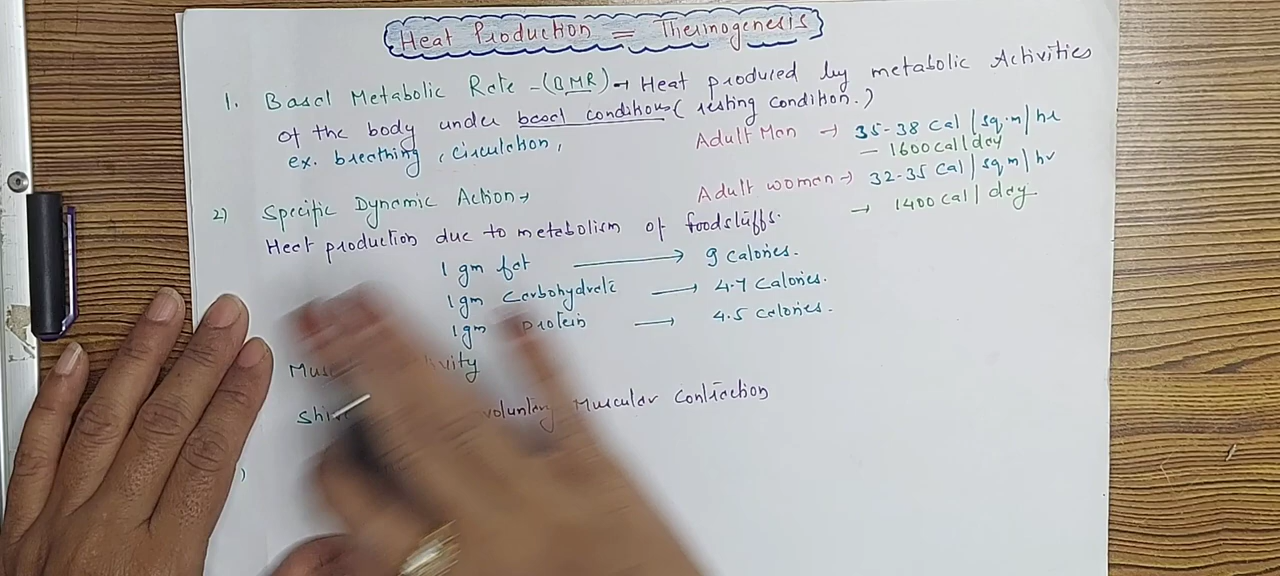 Heat Production = Thermogenesis
1. Basal Metabolic Rate - (BMR) → Heat produced by metabolic Activities
of the body under basal conditions (resting condition.)
ex. breathing, circulation,
Adult Man → 35-38 Cal / sq.m / hr
— 1600 cal / day
2) Specific Dynamic Action →
Adult woman → 32-35 Cal / sq m / hr
→ 1400 cal / day
Heat production due to metabolism of foodstuffs.
1 gm fat → 9 Calories.
1 gm Carbohydrate → 4.7 Calories.
1 gm Protein → 4.5 Calories.
Muscular Contraction